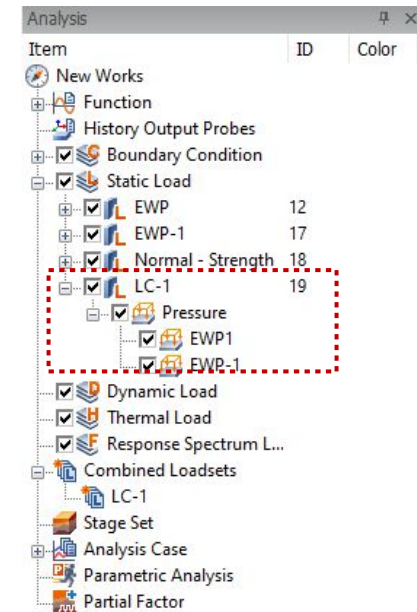 Analysis
Item ID Color
New Works
Function
History Output Probes
Boundary Condition
Static Load
EWP 12
EWP-1 17
Normal - Strength 18
LC-1 19
Pressure
EWP1
EWP-1
Dynamic Load
Thermal Load
Response Spectrum L...
Combined Loadsets
LC-1
Stage Set
Analysis Case
Parametric Analysis
Partial Factor